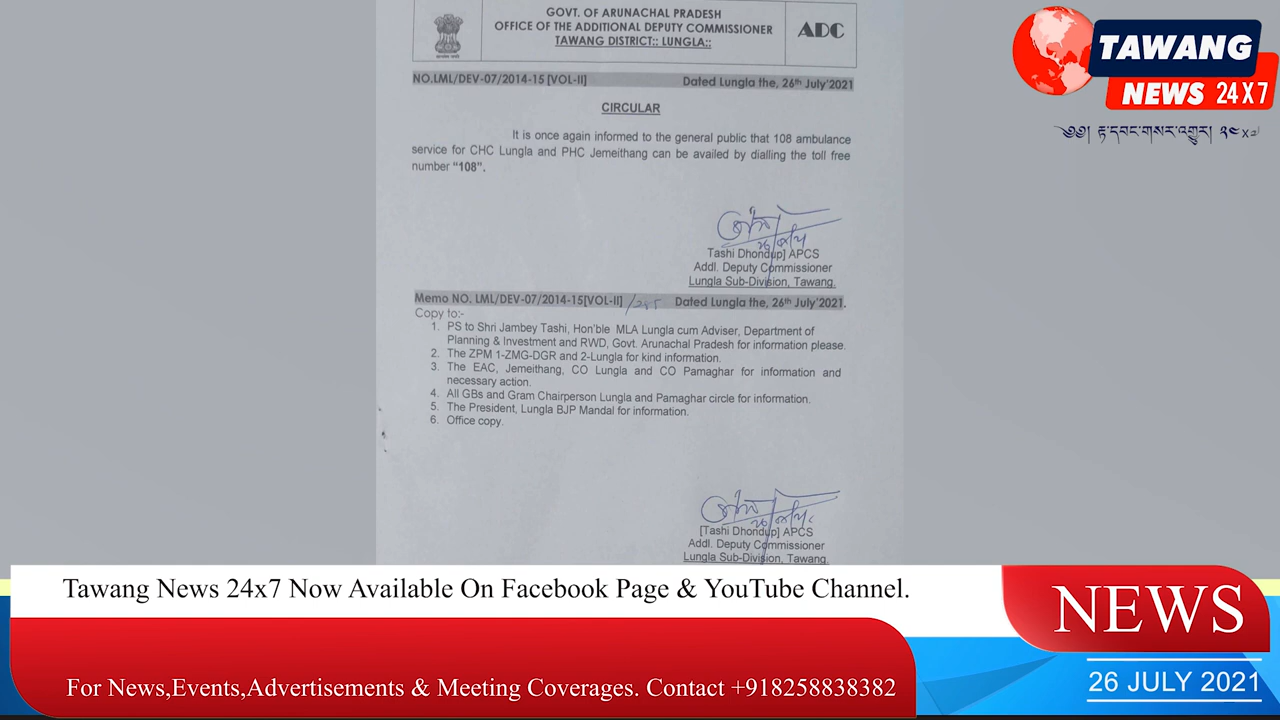 GOVT. OF ARUNACHAL PRADESH
OFFICE OF THE ADDITIONAL DEPUTY COMMISSIONER
TAWANG DISTRICT:: LUNGLA::
ADC
NO.LML/DEV-07/2014-15 [VOL-II] Dated Lungla the, 26th July'2021
CIRCULAR
It is once again informed to the general public that 108 ambulance
service for CHC Lungla and PHC Jemeithang can be availed by dialling the toll free
number “108”.
Tashi Dhondup] APCS
Addl. Deputy Commissioner
Lungla Sub-Division, Tawang.
Memo NO. LML/DEV-07/2014-15[VOL-II] Dated Lungla the, 26th July'2021.
Copy to:-
1. PS to Shri Jambey Tashi, Hon'ble MLA Lungla cum Adviser, Department of
Planning & Investment and RWD, Govt. Arunachal Pradesh for information please.
2. The ZPM 1-ZMG-DGR and 2-Lungla for kind information.
3. The EAC, Jemeithang, CO Lungla and CO Pamaghar for information and
necessary action.
4. All GBs and Gram Chairperson Lungla and Pamaghar circle for information.
5. The President, Lungla BJP Mandal for information.
6. Office copy.
[Tashi Dhondup] APCS
Addl. Deputy Commissioner
Lungla Sub-Division, Tawang.
TAWANG
NEWS 24X7
༄༅། རྟ་དབང་གསར་འགྱུར། ༢༤x༧།
Tawang News 24x7 Now Available On Facebook Page & YouTube Channel.
For News,Events,Advertisements & Meeting Coverages. Contact +918258838382
NEWS
26 JULY 2021